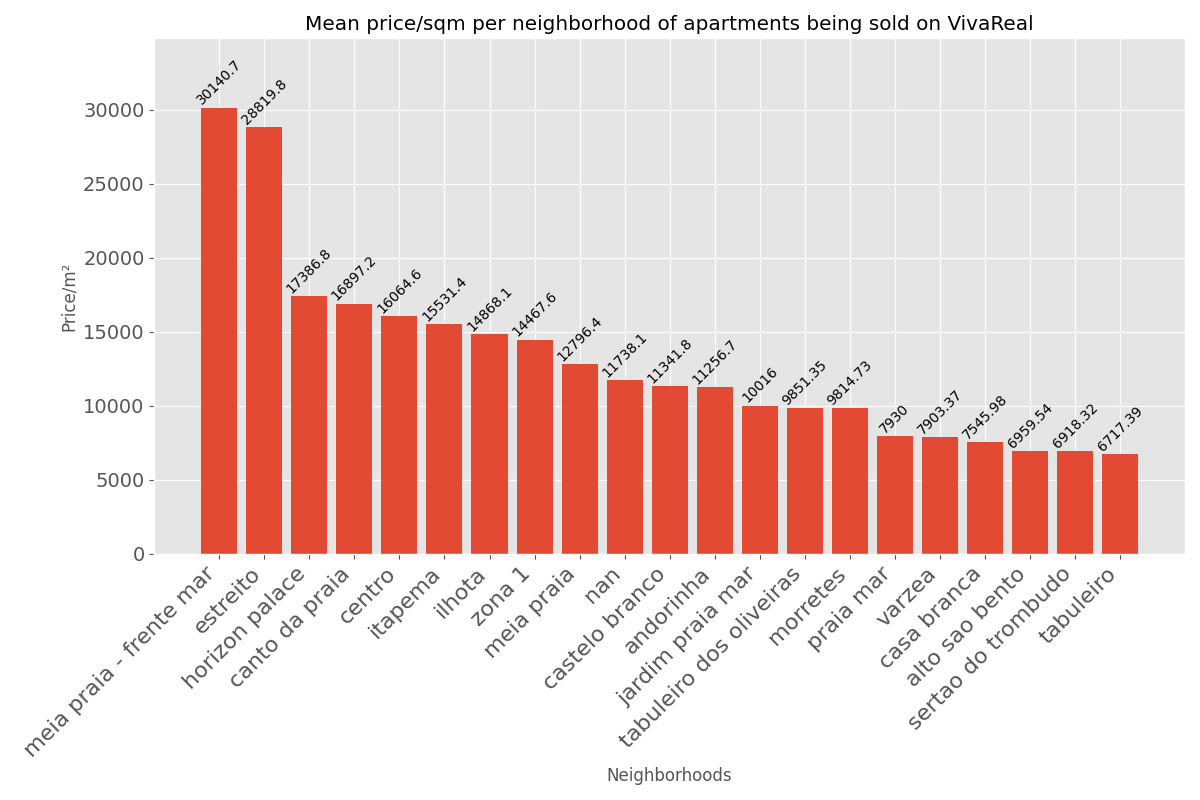 Mean price/sqm per neighborhood of apartments being sold on VivaReal
Price/m²
30000
25000
20000
15000
10000
5000
0
30140.7
28819.8
17386.8
16897.2
16064.6
15531.4
14868.1
14467.6
12796.4
11738.1
11341.8
11256.7
10016
9851.35
9814.73
7930
7903.37
7545.98
6959.54
6918.32
6717.39
meia praia - frente mar
estreito
horizon palace
canto da praia
centro
itapema
ilhota
zona 1
meia praia
nan
castelo branco
andorinha
jardim praia mar
tabuleiro dos oliveiras
morretes
praia mar
varzea
casa branca
alto sao bento
sertao do trombudo
tabuleiro
Neighborhoods